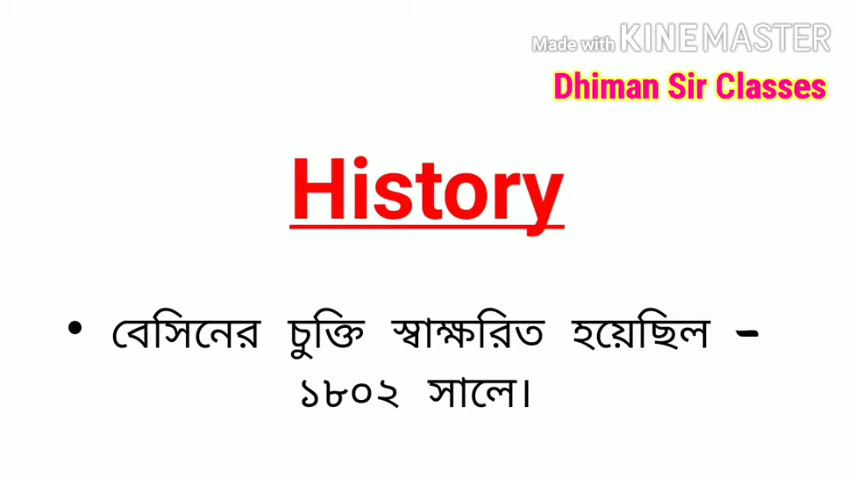 Made with KINEMASTER
Dhiman Sir Classes
History
• বেসিনের চুক্তি স্বাক্ষরিত হয়েছিল -
১৮০২ সালে।